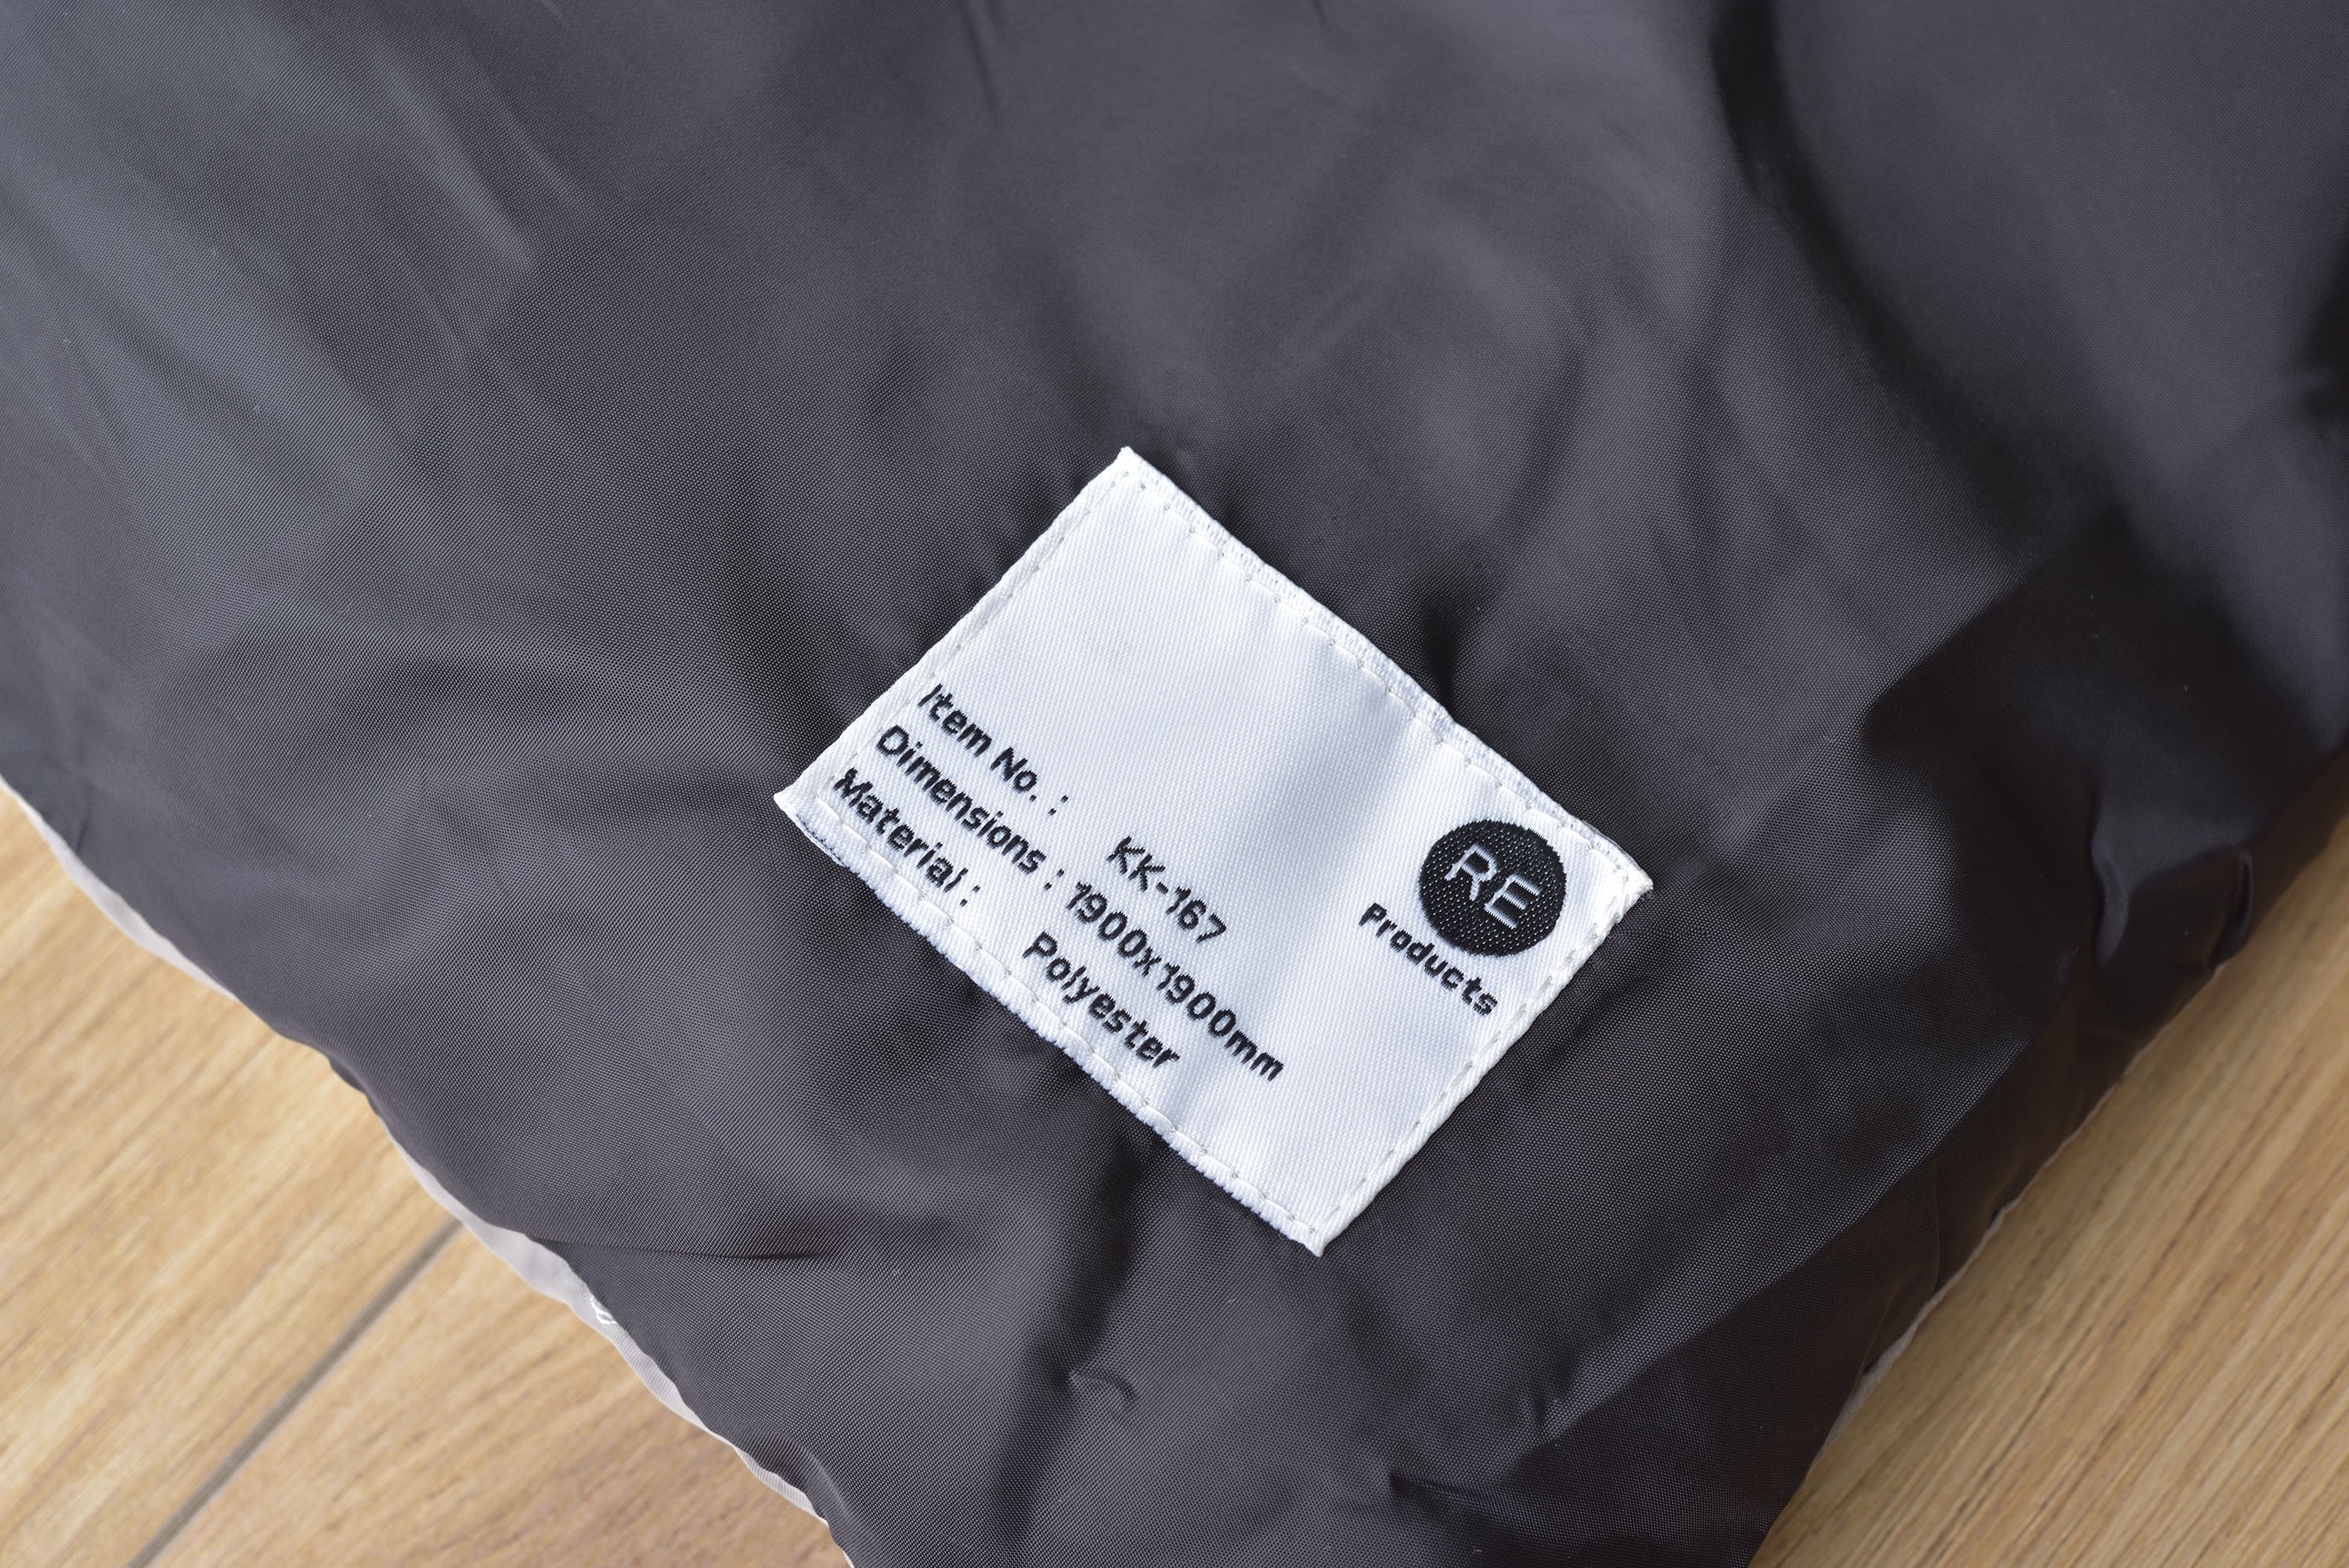 RE
Products
Item No. : KK-167
Dimensions : 1900x1900mm
Material : Polyester